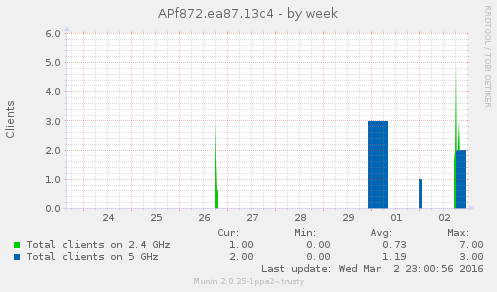 APf872.ea87.13c4 - by week
RRDTOOL / TOBI OETIKER
Clients
6.0
5.0
4.0
3.0
2.0
1.0
0.0
24 25 26 27 28 29 01 02
Cur: Min: Avg: Max:
Total clients on 2.4 GHz 1.00 0.00 0.73 7.00
Total clients on 5 GHz 2.00 0.00 1.19 3.00
Last update: Wed Mar 2 23:00:56 2016
Munin 2.0.25-1ppa2~trusty